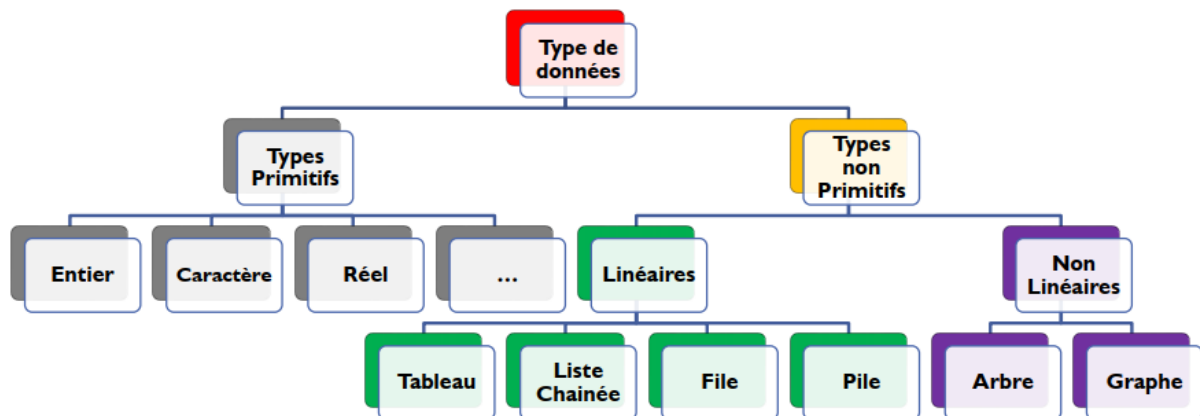 Type de
données
Types
Primitifs
Types
non
Primitifs
Entier
Caractère
Réel
...
Linéaires
Non
Linéaires
Tableau
Liste
Chainée
File
Pile
Arbre
Graphe